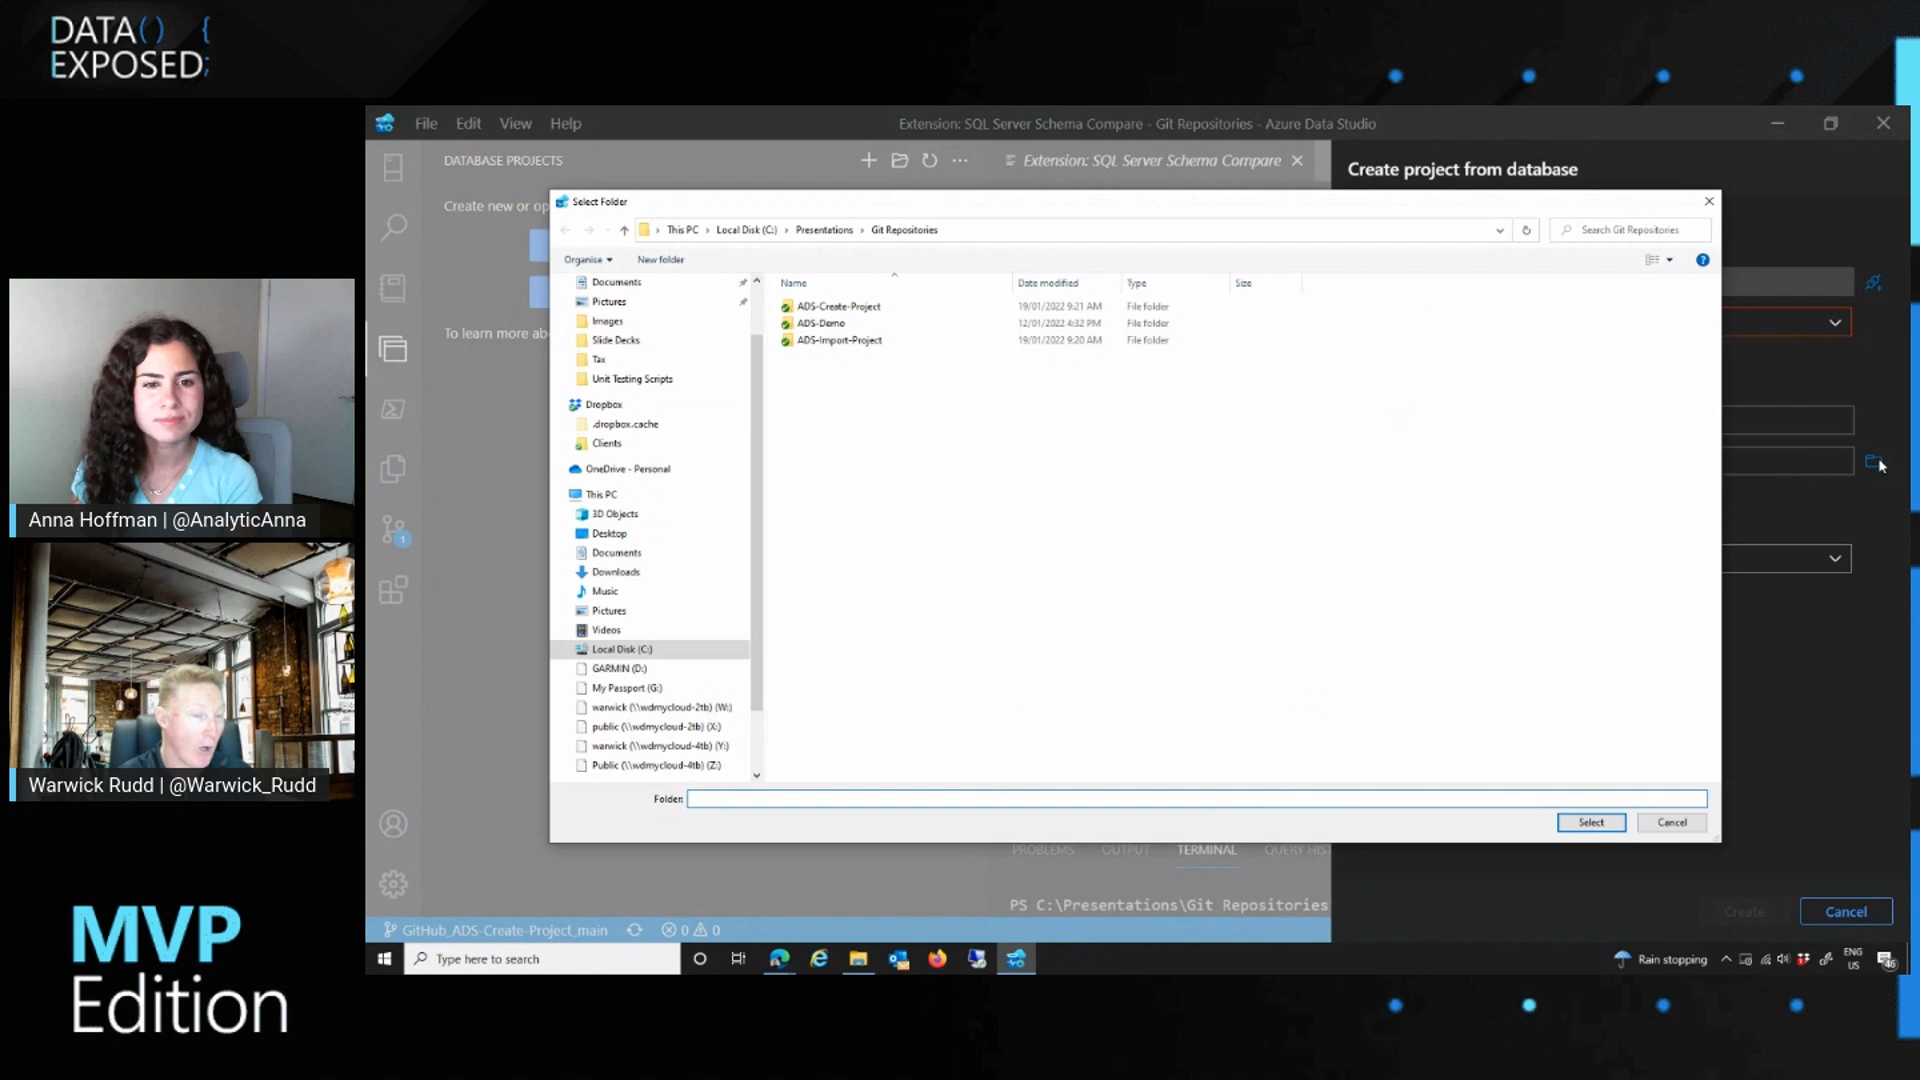 DATA() {
EXPOSED;
File Edit View Help
Extension: SQL Server Schema Compare - Git Repositories - Azure Data Studio
DATABASE PROJECTS
Extension: SQL Server Schema Compare
Create project from database
Create new or op
To learn more ab
Select Folder
This PC › Local Disk (C:) › Presentations › Git Repositories
Search Git Repositories
Organise
New folder
Documents
Pictures
Images
Slide Decks
Tax
Unit Testing Scripts
Dropbox
.dropbox.cache
Clients
OneDrive - Personal
This PC
3D Objects
Desktop
Documents
Downloads
Music
Pictures
Videos
Local Disk (C:)
GARMIN (D:)
My Passport (G:)
warwick (\\wdmycloud-2tb) (W:)
public (\\wdmycloud-2tb) (X:)
warwick (\\wdmycloud-4tb) (Y:)
Public (\\wdmycloud-4tb) (Z:)
Name Date modified Type Size
ADS-Create-Project 19/01/2022 9:21 AM File folder
ADS-Demo 12/01/2022 4:32 PM File folder
ADS-Import-Project 19/01/2022 9:20 AM File folder
Folder:
Select
Cancel
PROBLEMS OUTPUT TERMINAL QUERY HIS
PS C:\Presentations\Git Repositories
Create
Cancel
1
GitHub_ADS-Create-Project_main 0 0
Type here to search
Rain stopping
ENG
US
46
Anna Hoffman | @AnalyticAnna
Warwick Rudd | @Warwick_Rudd
MVP
Edition